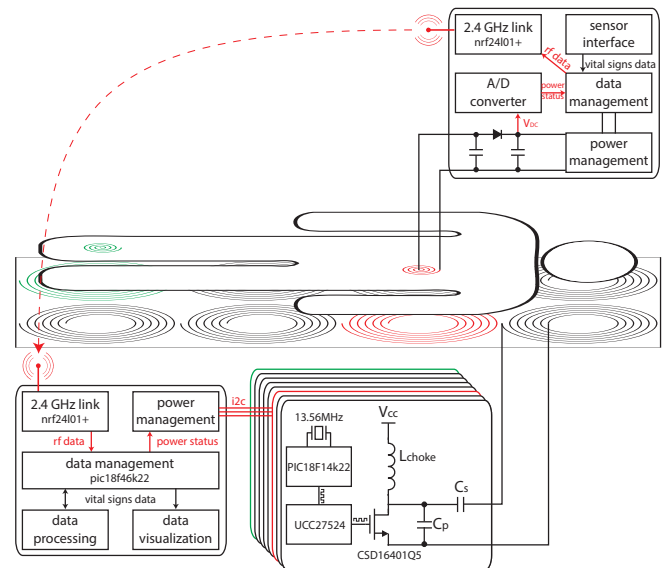 2.4 GHz link
nrf24l01+
sensor
interface
rf data
vital signs data
A/D
converter
power
status
data
management
VDC
power
management
2.4 GHz link
nrf24l01+
power
management
i2c
rf data
power status
data management
pic18f46k22
vital signs data
data
processing
data
visualization
13.56MHz
PIC18F14k22
UCC27524
Vcc
Lchoke
Cs
Cp
CSD16401Q5